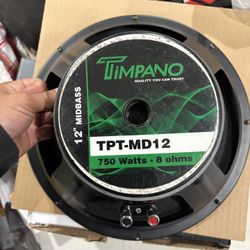 TIMPANO
QUALITY YOU CAN TRUST
12" MIDBASS
TPT-MD12
750 Watts - 8 ohms